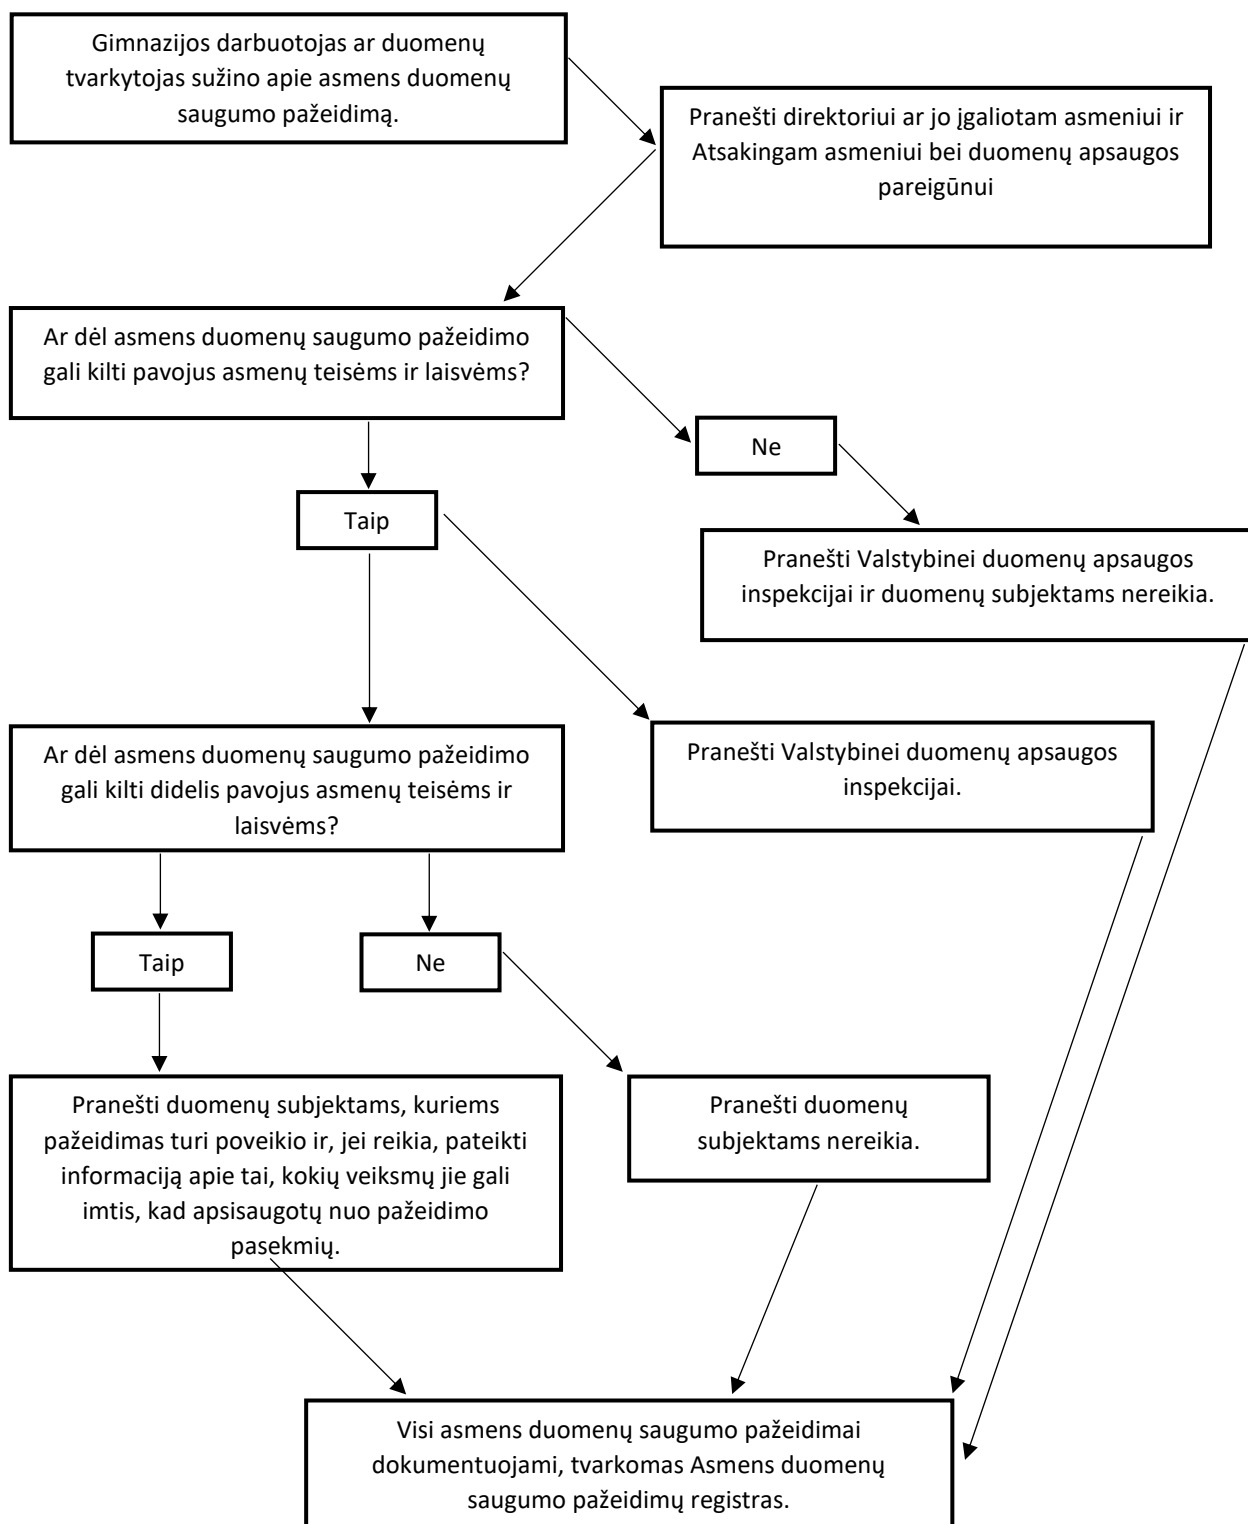 Gimnazijos darbuotojas ar duomenų
tvarkytojas sužino apie asmens duomenų
saugumo pažeidimą.
Pranešti direktoriui ar jo įgaliotam asmeniui ir
Atsakingam asmeniui bei duomenų apsaugos
pareigūnui
Ar dėl asmens duomenų saugumo pažeidimo
gali kilti pavojus asmenų teisėms ir laisvėms?
Ne
Taip
Pranešti Valstybinei duomenų apsaugos
inspekcijai ir duomenų subjektams nereikia.
Ar dėl asmens duomenų saugumo pažeidimo
gali kilti didelis pavojus asmenų teisėms ir
laisvėms?
Pranešti Valstybinei duomenų apsaugos
inspekcijai.
Taip
Ne
Pranešti duomenų subjektams, kuriems
pažeidimas turi poveikio ir, jei reikia, pateikti
informaciją apie tai, kokių veiksmų jie gali
imtis, kad apsisaugotų nuo pažeidimo
pasekmių.
Pranešti duomenų
subjektams nereikia.
Visi asmens duomenų saugumo pažeidimai
dokumentuojami, tvarkomas Asmens duomenų
saugumo pažeidimų registras.